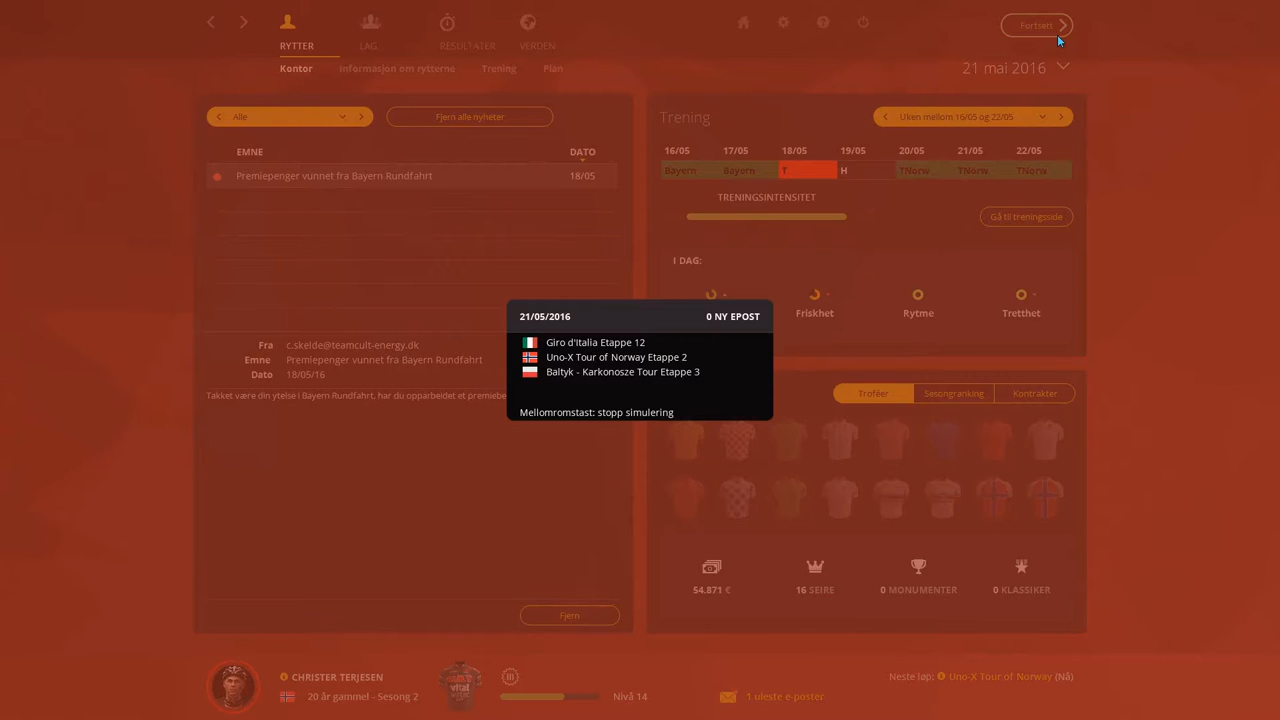 RYTTER
LAG
RESULTATER
VERDEN
Fortsett
Kontor
Informasjon om rytterne
Trening
Plan
21 mai 2016
Alle
Fjern alle nyheter
EMNE
DATO
Premiepenger vunnet fra Bayern Rundfahrt
18/05
Trening
Uken mellom 16/05 og 22/05
16/05 17/05 18/05 19/05 20/05 21/05 22/05
Bayern Bayern T H TNorw TNorw TNorw
TRENINGSINTENSITET
Gå til treningsside
I DAG:
Friskhet
Rytme
Tretthet
21/05/2016
0 NY EPOST
Giro d'Italia Etappe 12
Uno-X Tour of Norway Etappe 2
Baltyk - Karkonosze Tour Etappe 3
Mellomromstast: stopp simulering
Fra c.skelde@teamcult-energy.dk
Emne Premiepenger vunnet fra Bayern Rundfahrt
Dato 18/05/16
Takket være din ytelse i Bayern Rundfahrt, har du opparbeidet et
Troféer
Sesongranking
Kontrakter
54.871 €
16 SEIRE
0 MONUMENTER
0 KLASSIKER
Fjern
CHRISTER TERJESEN
20 år gammel - Sesong 2
vital
III
Nivå 14
1 uleste e-poster
Neste løp: Uno-X Tour of Norway (Nå)